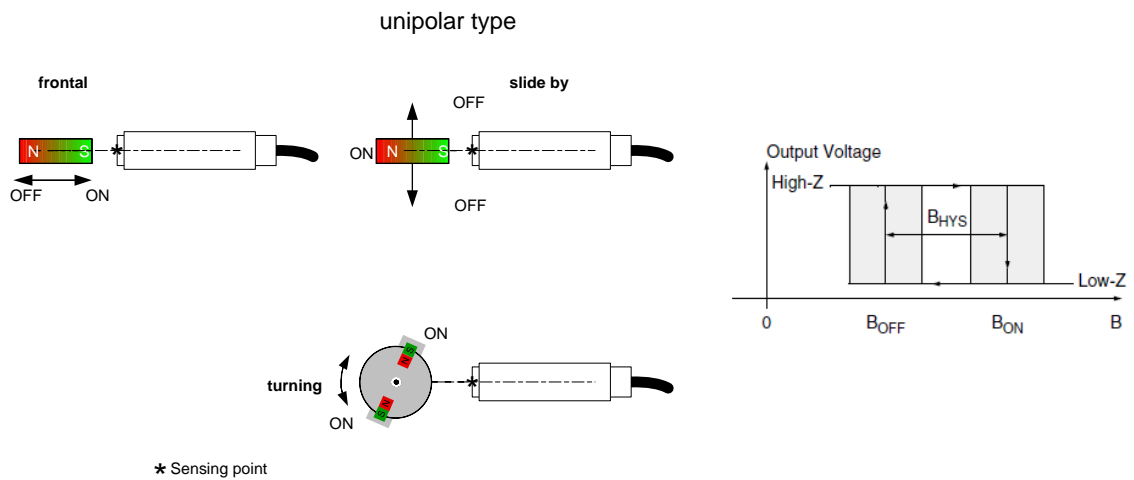 unipolar type
frontal
slide by
OFF
N S
ON N S
OFF ON
OFF
Output Voltage
High-Z
BHYS
Low-Z
0 BOFF BON B
ON
N S
turning
S N
ON
* Sensing point